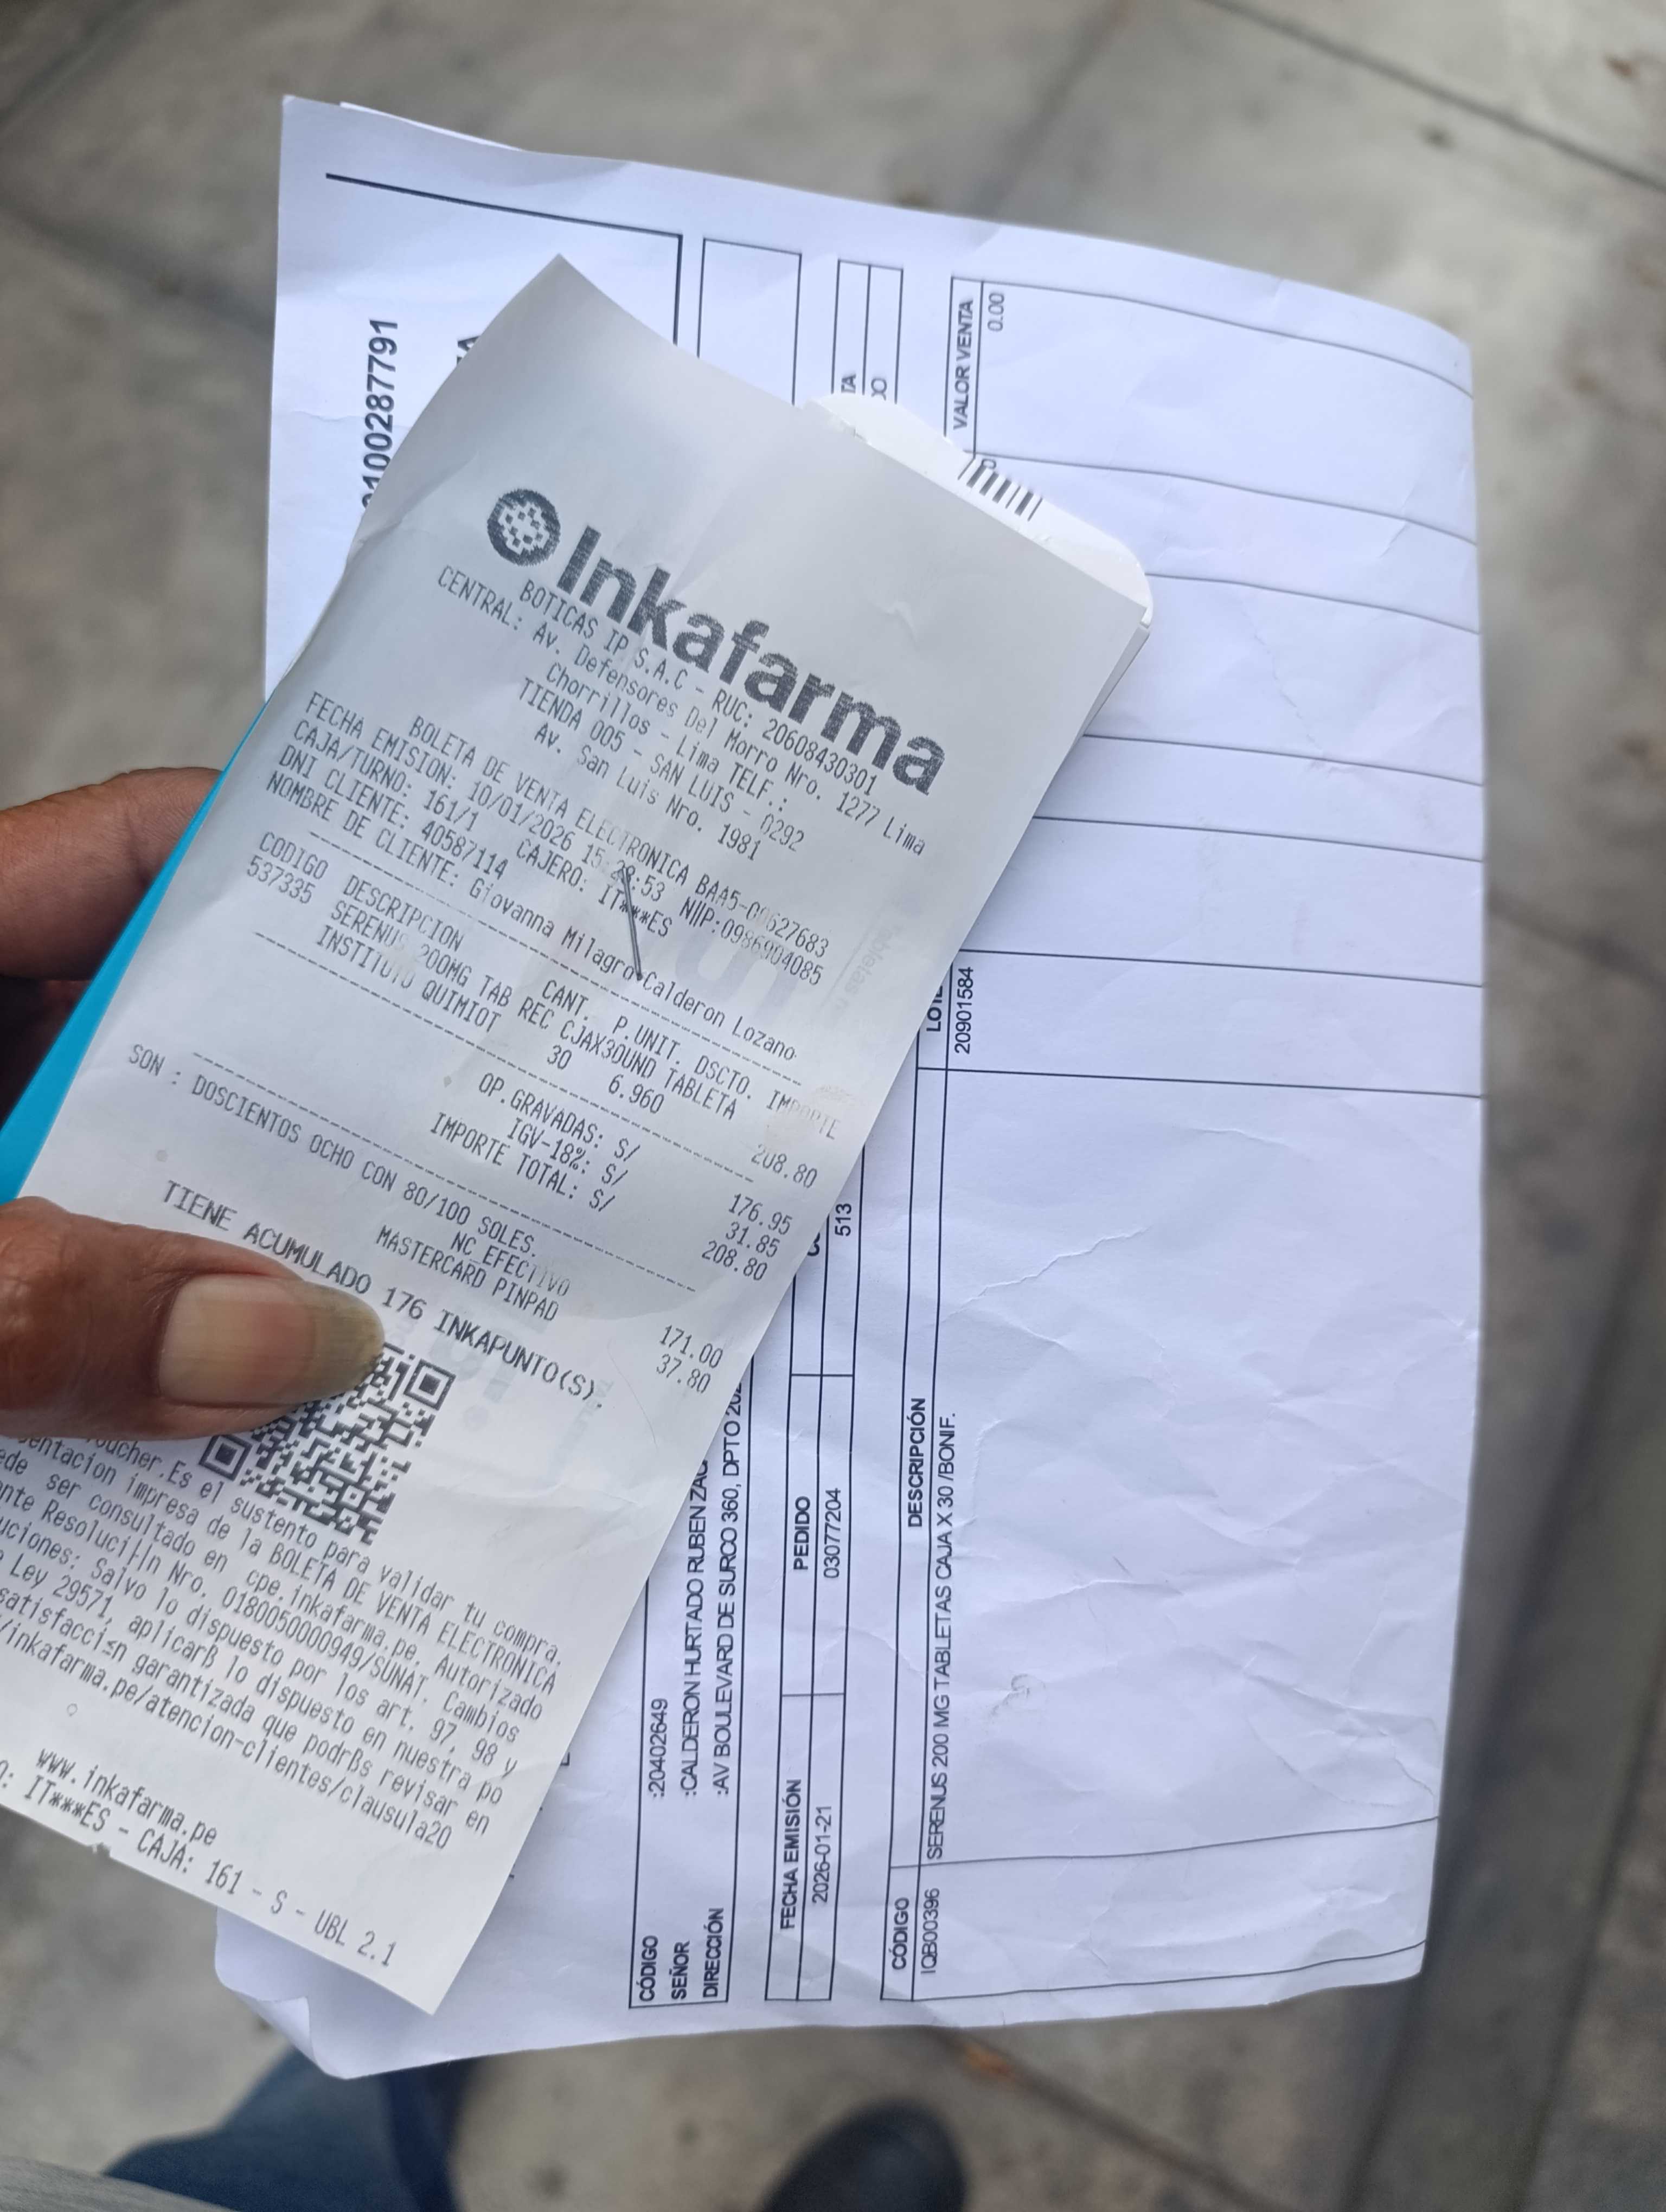 Inkafarma
BOTICAS IP S.A.C - RUC: 20608430301
CENTRAL: Av. Defensores Del Morro Nro. 1277 Lima
Chorrillos - Lima TELF.:
TIENDA 005 - SAN LUIS - 0292
Av. San Luis Nro. 1981
BOLETA DE VENTA ELECTRONICA BAA5-00627683
FECHA EMISION: 10/01/2026 15:28:53 NIIP:0986904085
CAJA/TURNO: 161/1 CAJERO: IT***ES
DNI CLIENTE: 40587114
NOMBRE DE CLIENTE: Giovanna Milagro Calderon Lozano
CODIGO DESCRIPCION CANT. P.UNIT. DSCTO. IMPORTE
537335 SERENUS 200MG TAB REC CJAX30UND TABLETA
INSTITUTO QUIMIOT 30 6.960 208.80
OP.GRAVADAS: S/ 176.95
IGV-18%: S/ 31.85
IMPORTE TOTAL: S/ 208.80
SON : DOSCIENTOS OCHO CON 80/100 SOLES.
NC EFECTIVO 171.00
MASTERCARD PINPAD 37.80
TIENE ACUMULADO 176 INKAPUNTO(S).
voucher.Es el sustento para validar tu compra.
entacion impresa de la BOLETA DE VENTA ELECTRONICA
ede ser consultado en cpe.inkafarma.pe. Autorizado
ante Resoluci├ln Nro. 0180050000949/SUNAT. Cambios
uciones: Salvo lo dispuesto por los art. 97, 98 y
Ley 29571, aplicarß lo dispuesto en nuestra po
satisfacci≤n garantizada que podrßs revisar en
/inkafarma.pe/atencion-clientes/clausula20
www.inkafarma.pe
IT***ES - CAJA: 161 - S - UBL 2.1
0100287791
CÓDIGO :20402649
SEÑOR :CALDERON HURTADO RUBEN ZAC
DIRECCIÓN :AV BOULEVARD DE SURCO 360, DPTO 202
FECHA EMISIÓN PEDIDO
2026-01-21 03077204 513
CÓDIGO DESCRIPCIÓN LOTE VALOR VENTA
IQB00396 SERENUS 200 MG TABLETAS CAJA X 30 /BONIF. 20901584 0.00